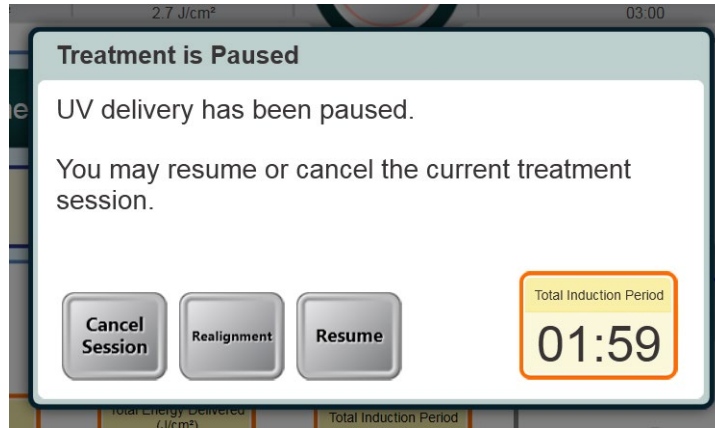 2.7 J/cm²
03:00
Treatment is Paused
UV delivery has been paused.
You may resume or cancel the current treatment
session.
Cancel
Session
Realignment
Resume
Total Induction Period
01:59
Total Energy Delivered
(J/cm²)
Total Induction Period